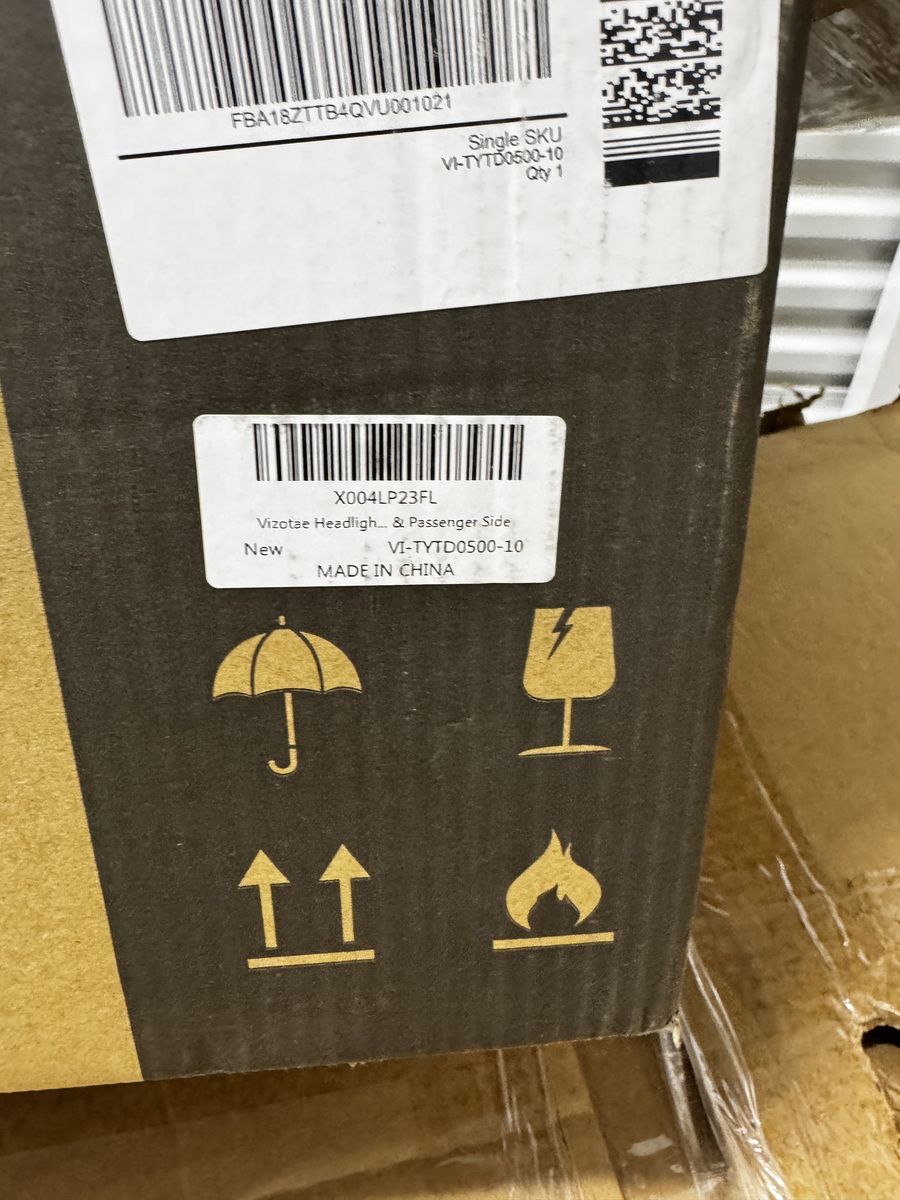 FBA18ZTTB4QVU001021
Single SKU
VI-TYTD0500-10
Qty 1
X004LP23FL
Vizotae Headligh... & Passenger Side
New VI-TYTD0500-10
MADE IN CHINA